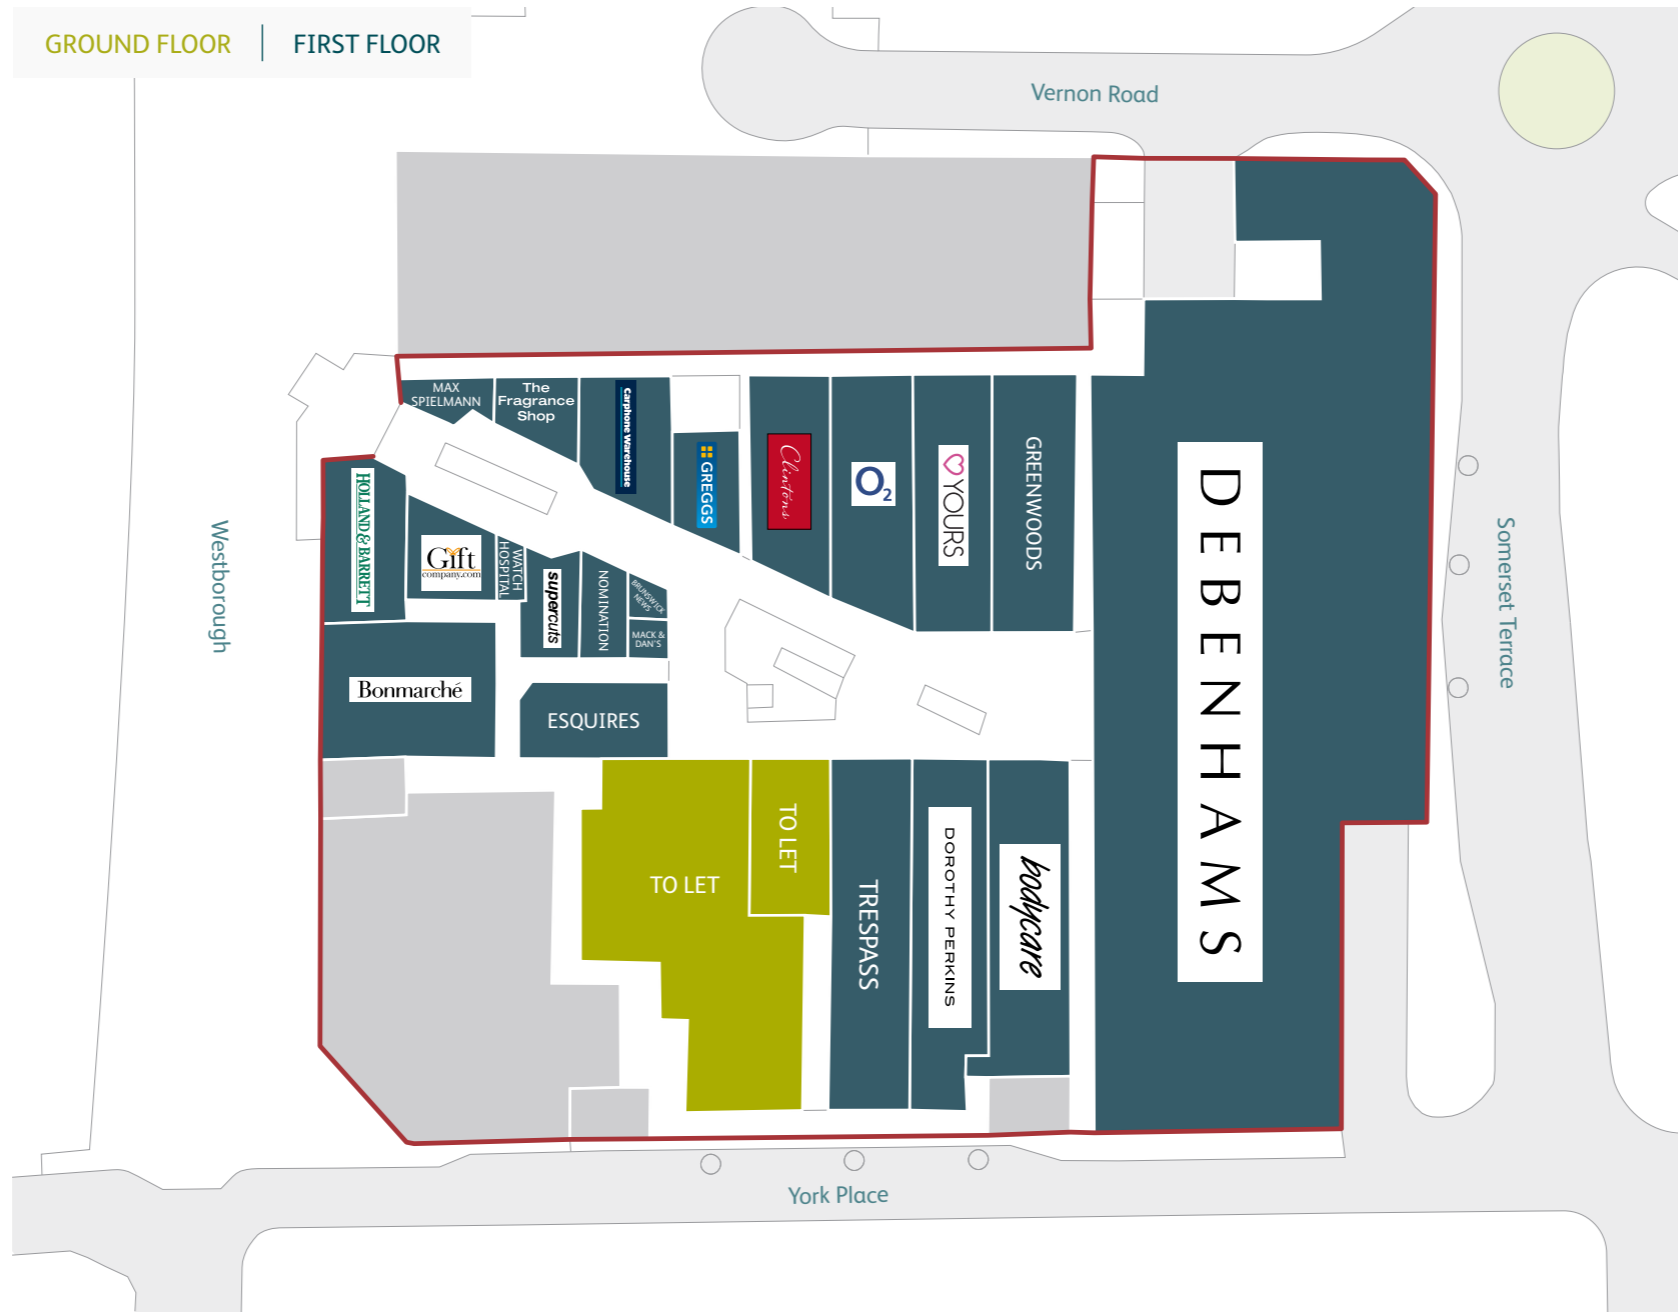 GROUND FLOOR | FIRST FLOOR
Vernon Road
MAX
SPIELMANN
The
Fragrance
Shop
Carphone Warehouse
GREGGS
Clintons
O2
YOURS
GREENWOODS
DEBENHAMS
HOLLAND & BARRETT
Gift
company.com
WATCH
HOSPITAL
supercuts
NOMINATION
BRUNSWICK
NEWS
MACK &
DAN'S
Westborough
Somerset Terrace
Bonmarché
ESQUIRES
TO LET
TO LET
TRESPASS
DOROTHY PERKINS
bodycare
York Place